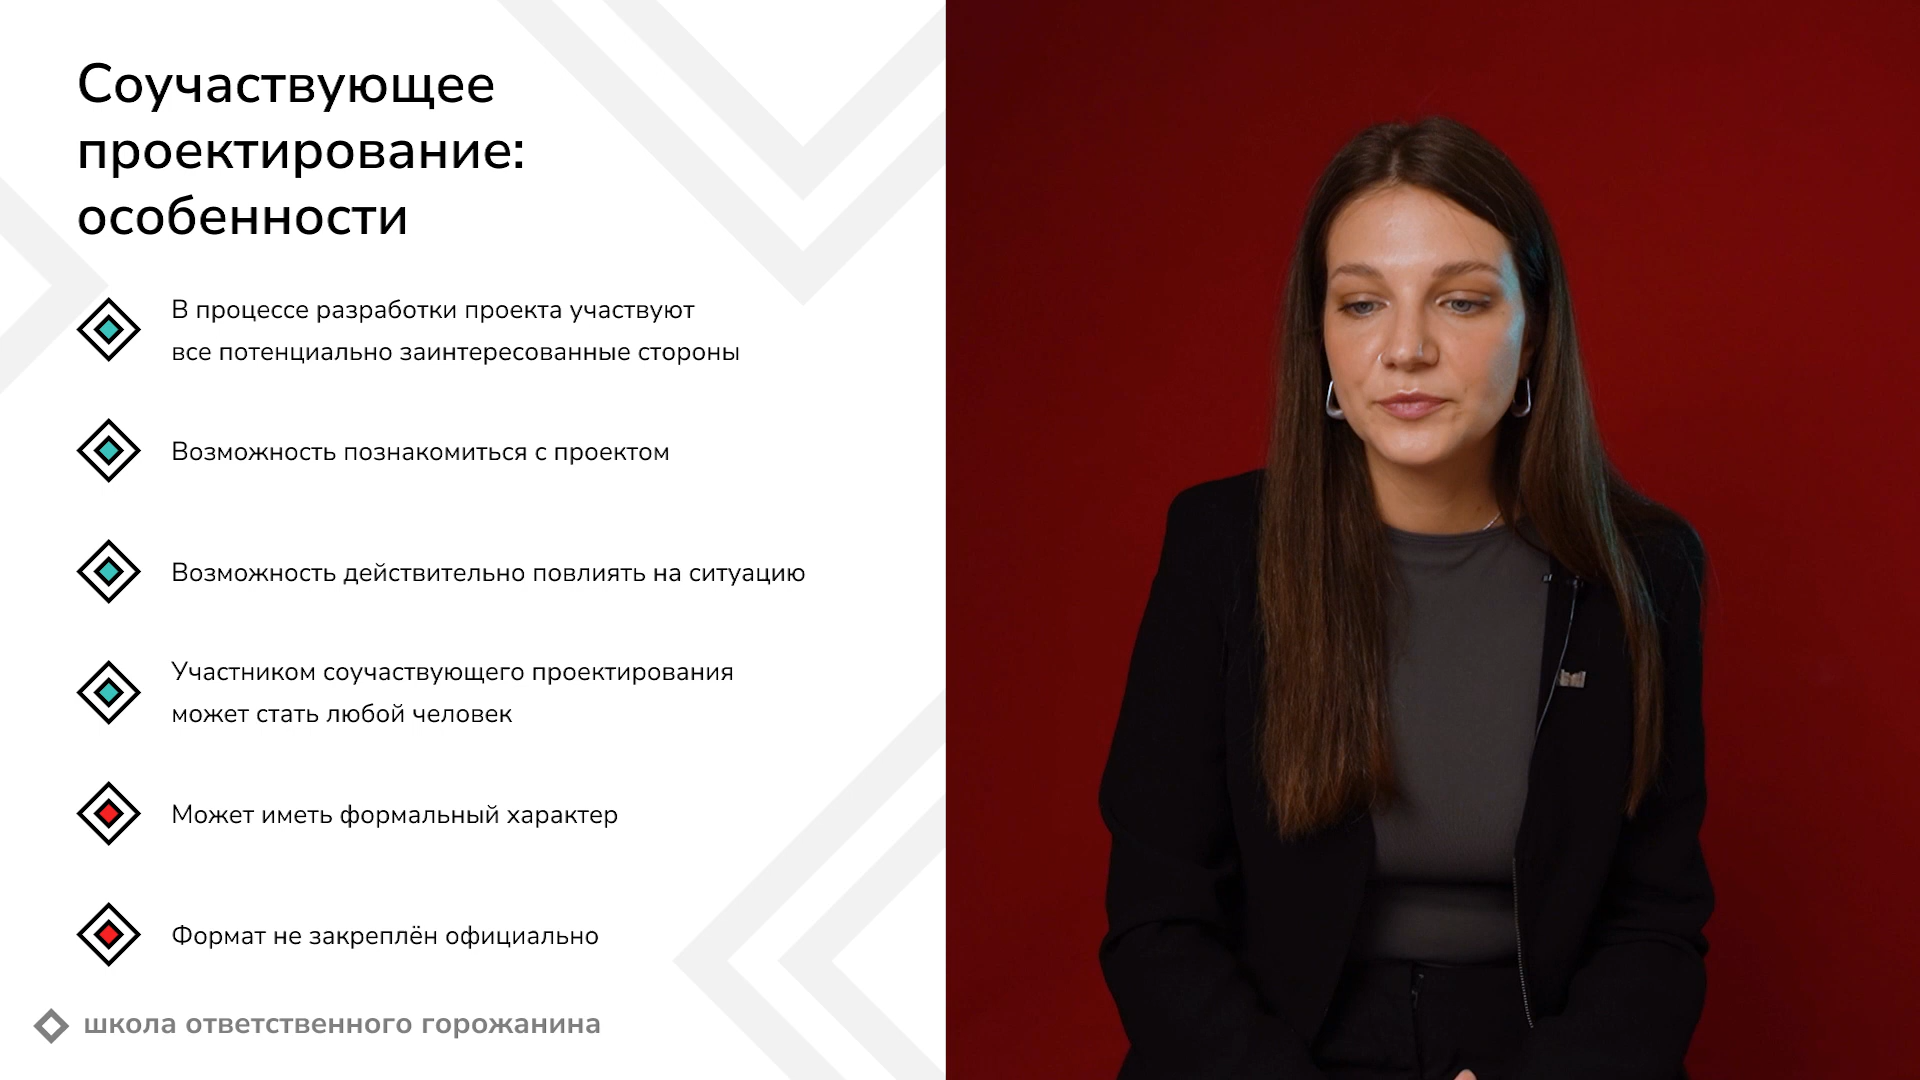 Соучаствующее
проектирование:
особенности
В процессе разработки проекта участвуют
все потенциально заинтересованные стороны
Возможность познакомиться с проектом
Возможность действительно повлиять на ситуацию
Участником соучаствующего проектирования
может стать любой человек
Может иметь формальный характер
Формат не закреплён официально
школа ответственного горожанина